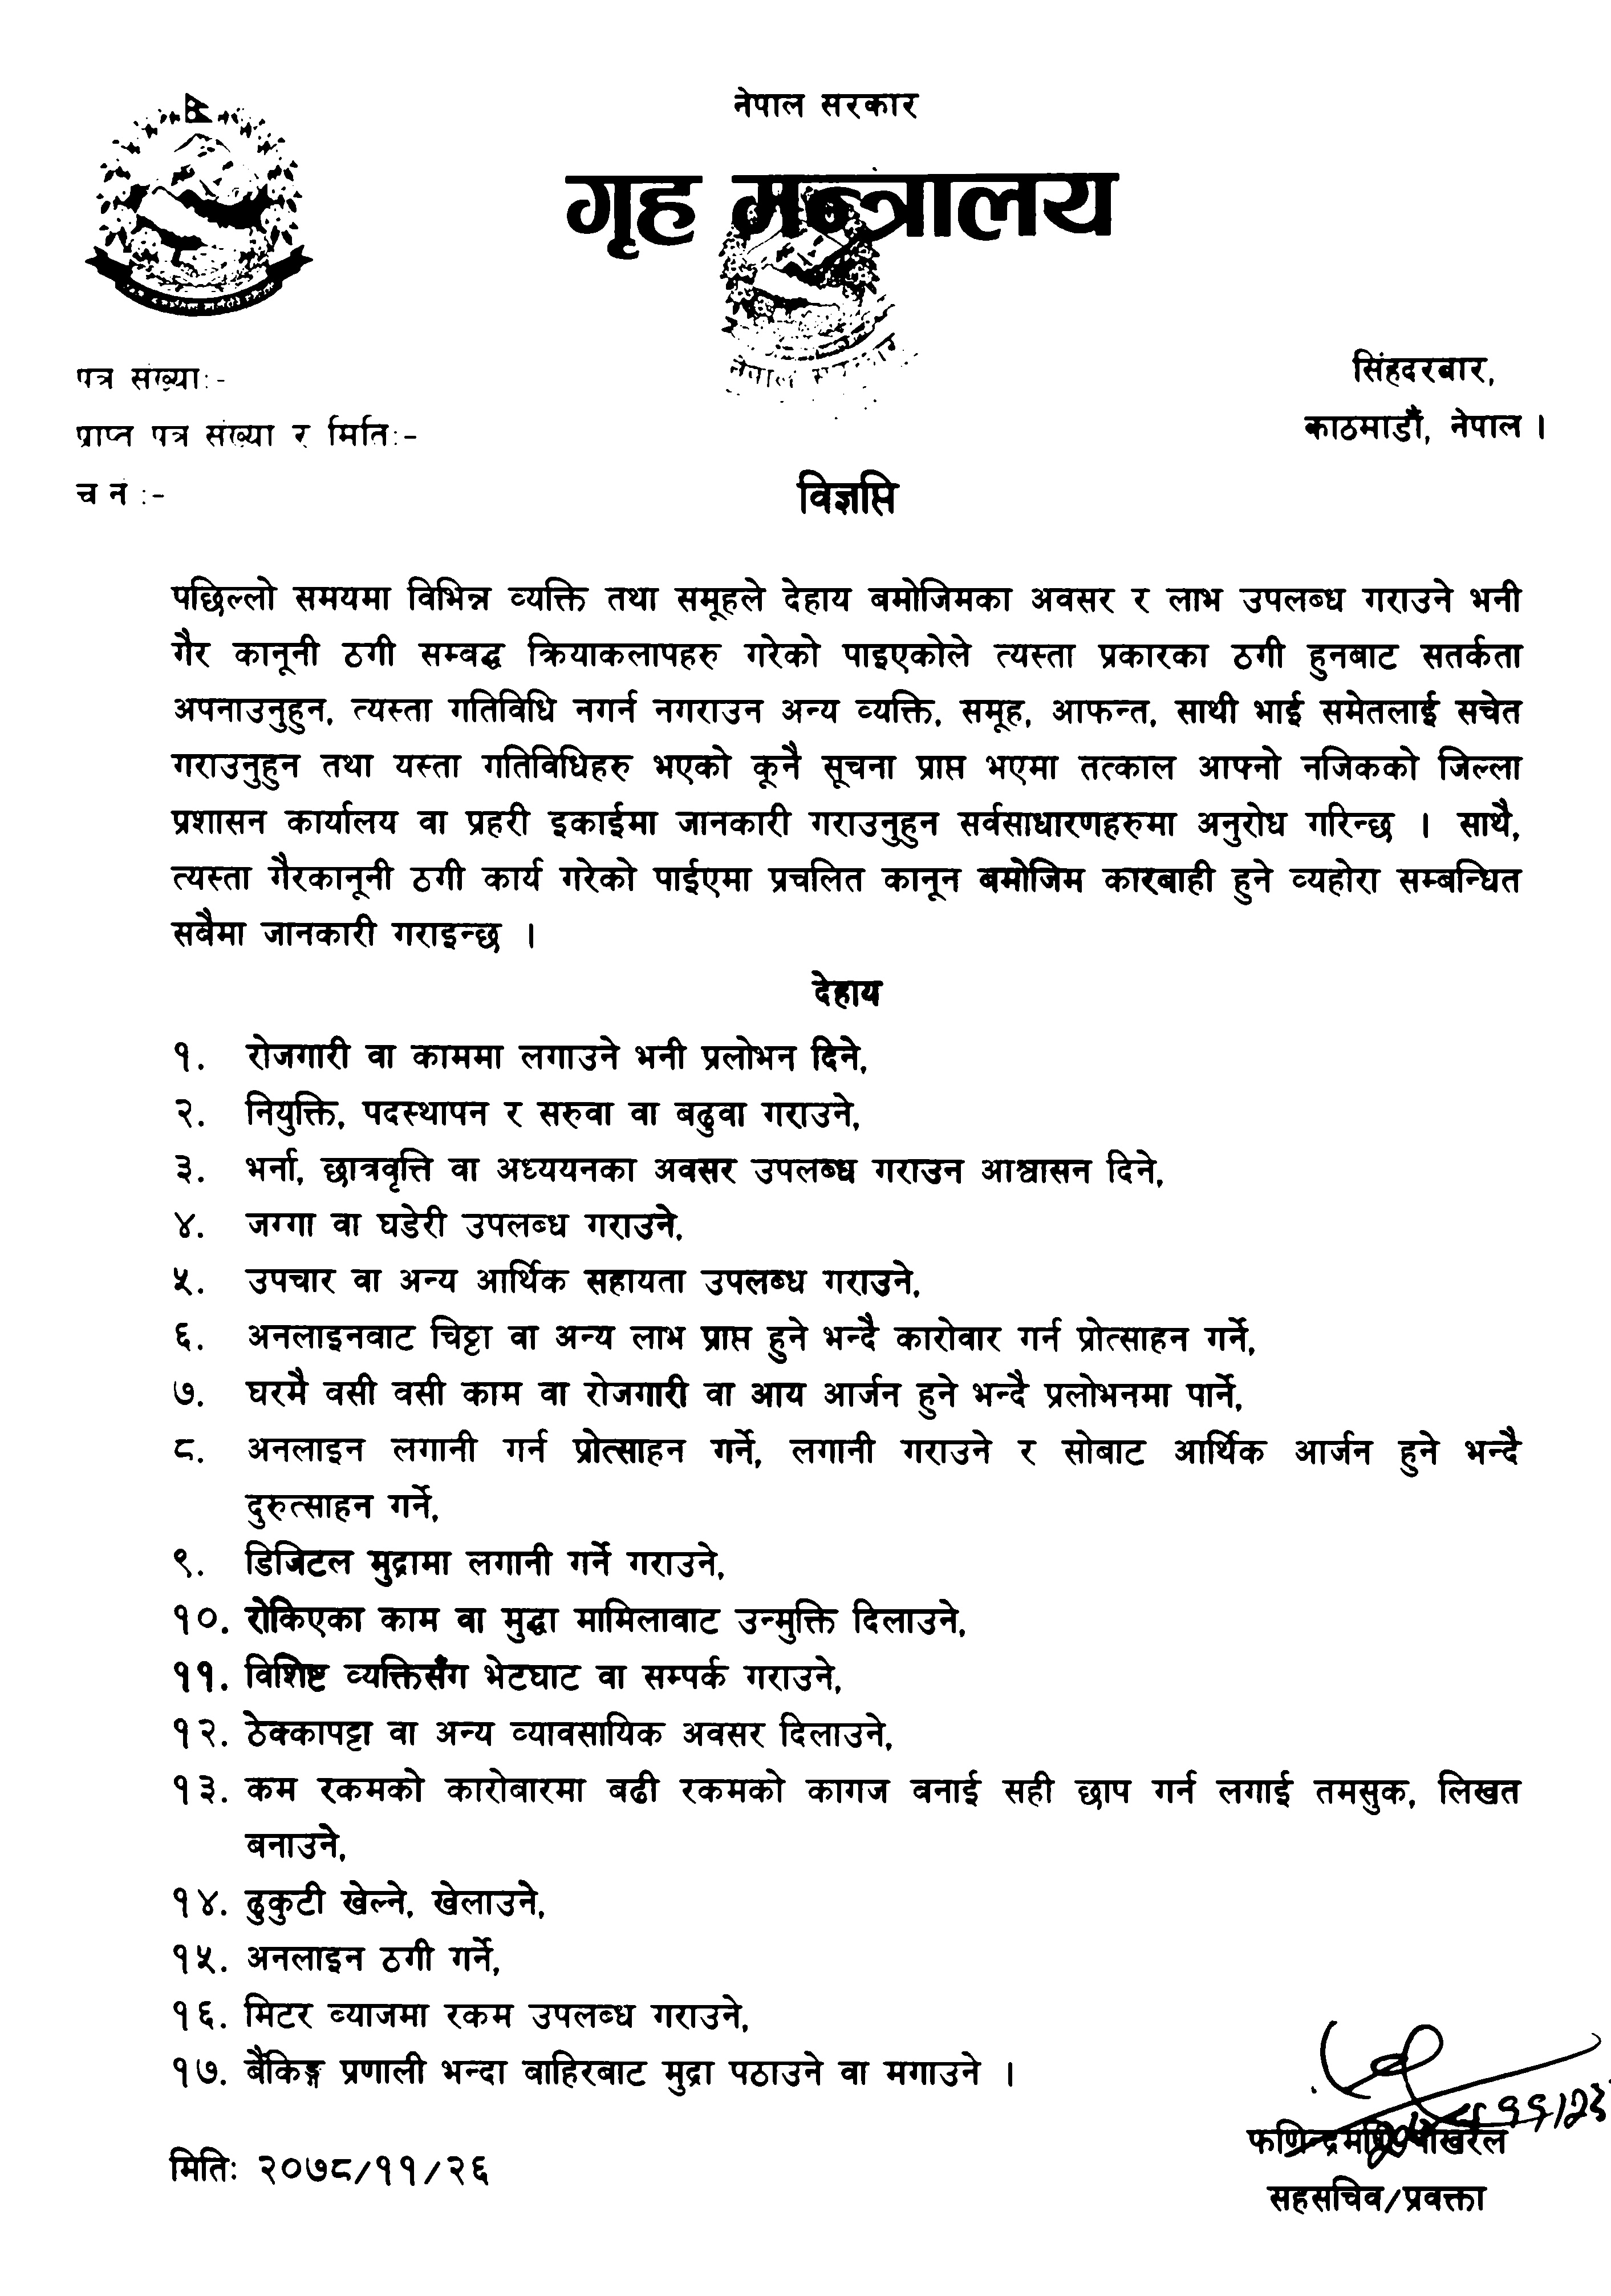 नेपाल सरकार
गृह मन्त्रालय
नेपाल सरकार
पत्र संख्याः-
प्राप्त पत्र संख्या र मितिः-
च नं :-
सिंहदरबार,
काठमाडौं, नेपाल ।
विज्ञप्ति
पछिल्लो समयमा विभिन्न व्यक्ति तथा समूहले देहाय बमोजिमका अवसर र लाभ उपलब्ध गराउने भनी
गैर कानूनी ठगी सम्वद्ध क्रियाकलापहरु गरेको पाइएकोले त्यस्ता प्रकारका ठगी हुनबाट सतर्कता
अपनाउनुहुन, त्यस्ता गतिविधि नगर्न नगराउन अन्य व्यक्ति, समूह, आफन्त, साथी भाई समेतलाई सचेत
गराउनुहुन तथा यस्ता गतिविधिहरु भएको कूनै सूचना प्राप्त भएमा तत्काल आफ्नो नजिकको जिल्ला
प्रशासन कार्यालय वा प्रहरी इकाईमा जानकारी गराउनुहुन सर्वसाधारणहरुमा अनुरोध गरिन्छ । साथै,
त्यस्ता गैरकानूनी ठगी कार्य गरेको पाईएमा प्रचलित कानून बमोजिम कारबाही हुने व्यहोरा सम्बन्धित
सबैमा जानकारी गराइन्छ ।
देहाय
१. रोजगारी वा काममा लगाउने भनी प्रलोभन दिने,
२. नियुक्ति, पदस्थापन र सरुवा वा बढुवा गराउने,
३. भर्ना, छात्रवृत्ति वा अध्ययनका अवसर उपलब्ध गराउन आश्वासन दिने,
४. जग्गा वा घडेरी उपलब्ध गराउने,
५. उपचार वा अन्य आर्थिक सहायता उपलब्ध गराउने,
६. अनलाइनवाट चिठ्ठा वा अन्य लाभ प्राप्त हुने भन्दै कारोवार गर्न प्रोत्साहन गर्ने,
७. घरमै वसी वसी काम वा रोजगारी वा आय आर्जन हुने भन्दै प्रलोभनमा पार्ने,
८. अनलाइन लगानी गर्न प्रोत्साहन गर्ने, लगानी गराउने र सोबाट आर्थिक आर्जन हुने भन्दै
दुरुत्साहन गर्ने,
९. डिजिटल मुद्रामा लगानी गर्ने गराउने,
१०. रोकिएका काम वा मुद्धा मामिलावाट उन्मुक्ति दिलाउने,
११. विशिष्ट व्यक्तिसँग भेटघाट वा सम्पर्क गराउने,
१२. ठेक्कापट्टा वा अन्य व्यावसायिक अवसर दिलाउने,
१३. कम रकमको कारोबारमा बढी रकमको कागज वनाई सही छाप गर्न लगाई तमसुक, लिखत
बनाउने,
१४. ढुकुटी खेल्ने, खेलाउने,
१५. अनलाइन ठगी गर्ने,
१६. मिटर व्याजमा रकम उपलब्ध गराउने,
१७. बैंकिङ्ग प्रणाली भन्दा वाहिरबाट मुद्रा पठाउने वा मगाउने ।
मितिः २०७८/११/२६
फणिन्द्रमणि पोखरेल
सहसचिव/प्रवक्ता